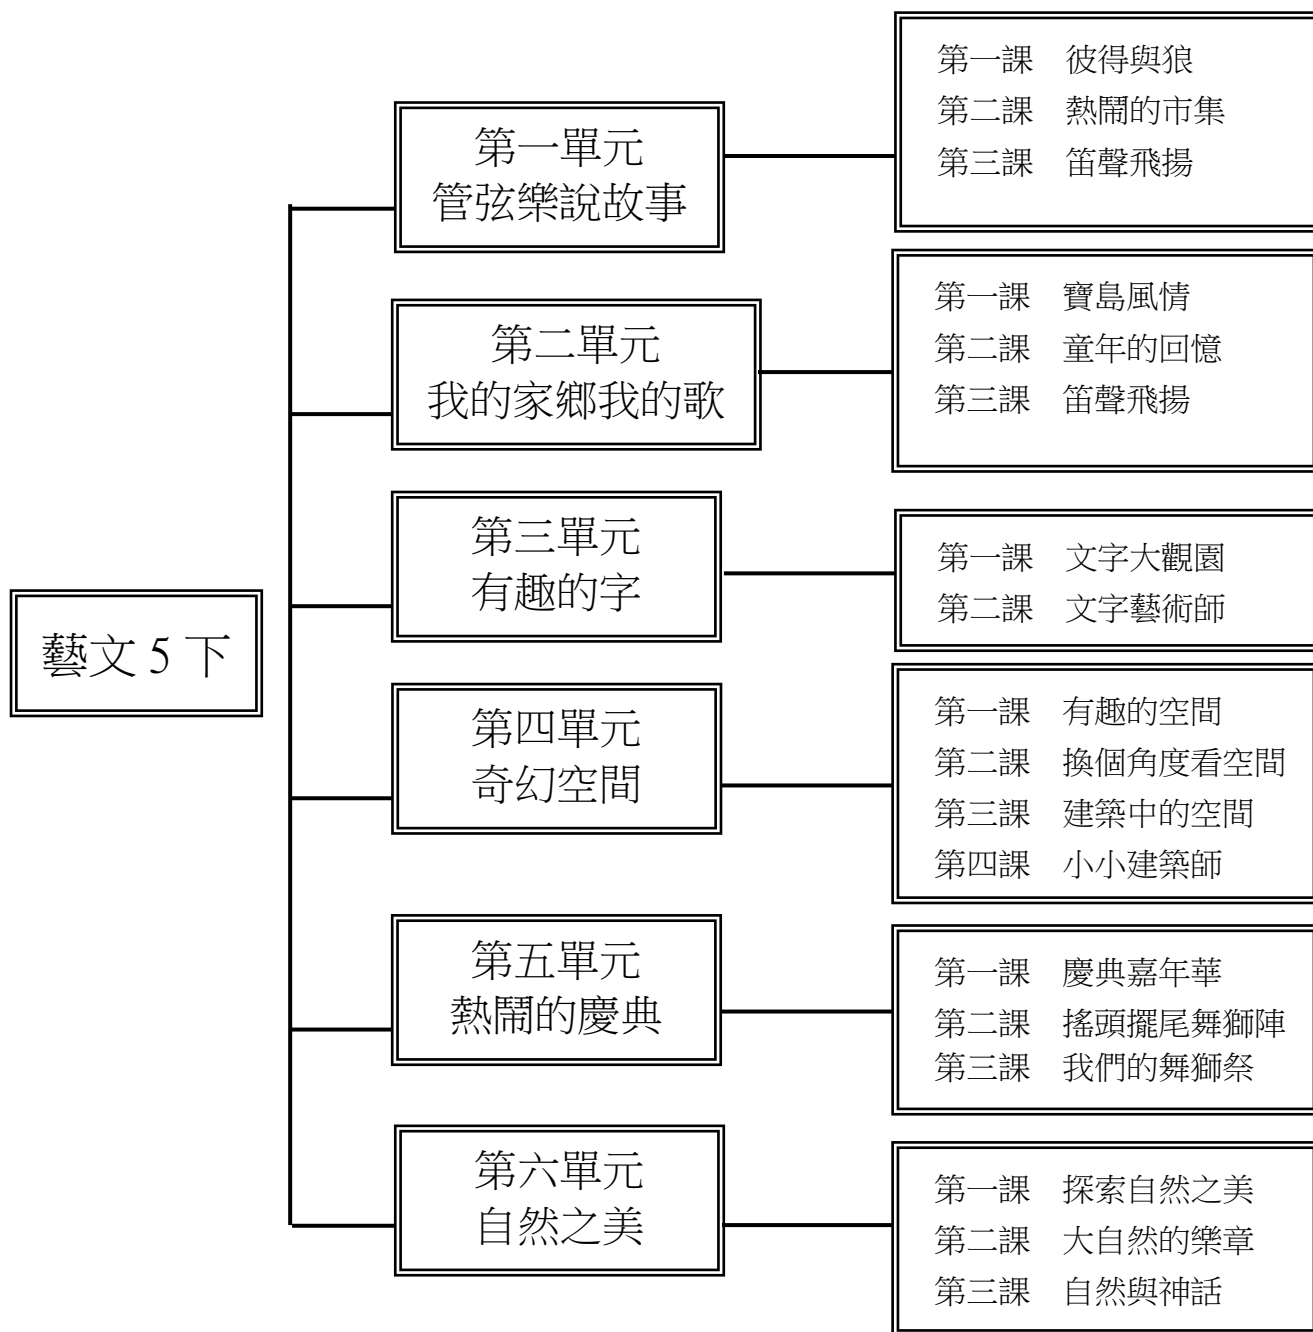 藝文 5 下
第一單元
管弦樂說故事
第一課　彼得與狼
第二課　熱鬧的市集
第三課　笛聲飛揚
第二單元
我的家鄉我的歌
第一課　寶島風情
第二課　童年的回憶
第三課　笛聲飛揚
第三單元
有趣的字
第一課　文字大觀園
第二課　文字藝術師
第四單元
奇幻空間
第一課　有趣的空間
第二課　換個角度看空間
第三課　建築中的空間
第四課　小小建築師
第五單元
熱鬧的慶典
第一課　慶典嘉年華
第二課　搖頭擺尾舞獅陣
第三課　我們的舞獅祭
第六單元
自然之美
第一課　探索自然之美
第二課　大自然的樂章
第三課　自然與神話